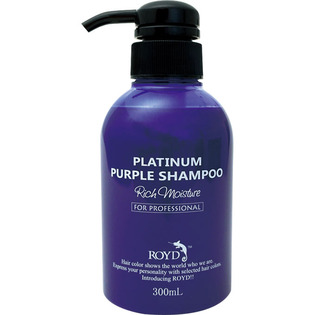 PLATINUM
PURPLE SHAMPOO
Rich Moisture
FOR PROFESSIONAL
ROYD
Hair color shows the world who we are.
Express your personality with selected hair colors.
Introducing ROYD!!
300mL